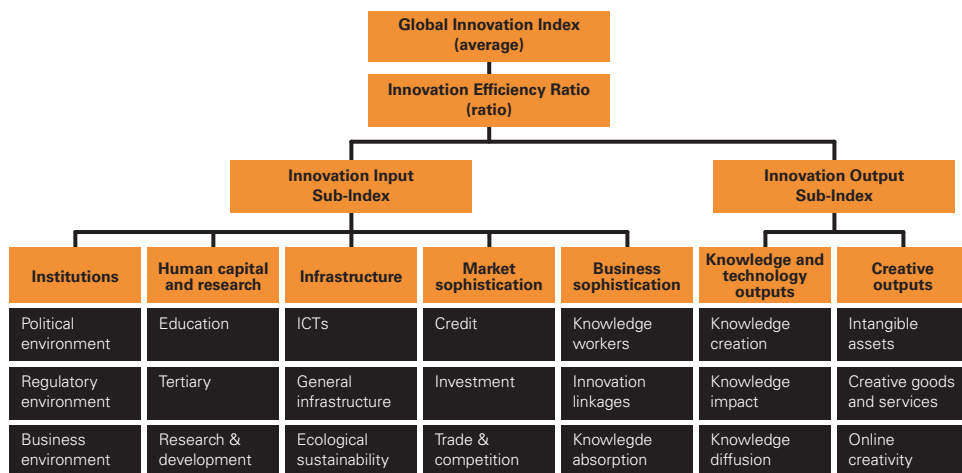 Global Innovation Index
(average)
Innovation Efficiency Ratio
(ratio)
Innovation Input
Sub-Index
Innovation Output
Sub-Index
Institutions
Human capital
and research
Infrastructure
Market
sophistication
Business
sophistication
Knowledge and
technology
outputs
Creative
outputs
Political
environment
Education
ICTs
Credit
Knowledge
workers
Knowledge
creation
Intangible
assets
Regulatory
environment
Tertiary
General
infrastructure
Investment
Innovation
linkages
Knowledge
impact
Creative goods
and services
Business
environment
Research &
development
Ecological
sustainability
Trade &
competition
Knowlegde
absorption
Knowledge
diffusion
Online
creativity